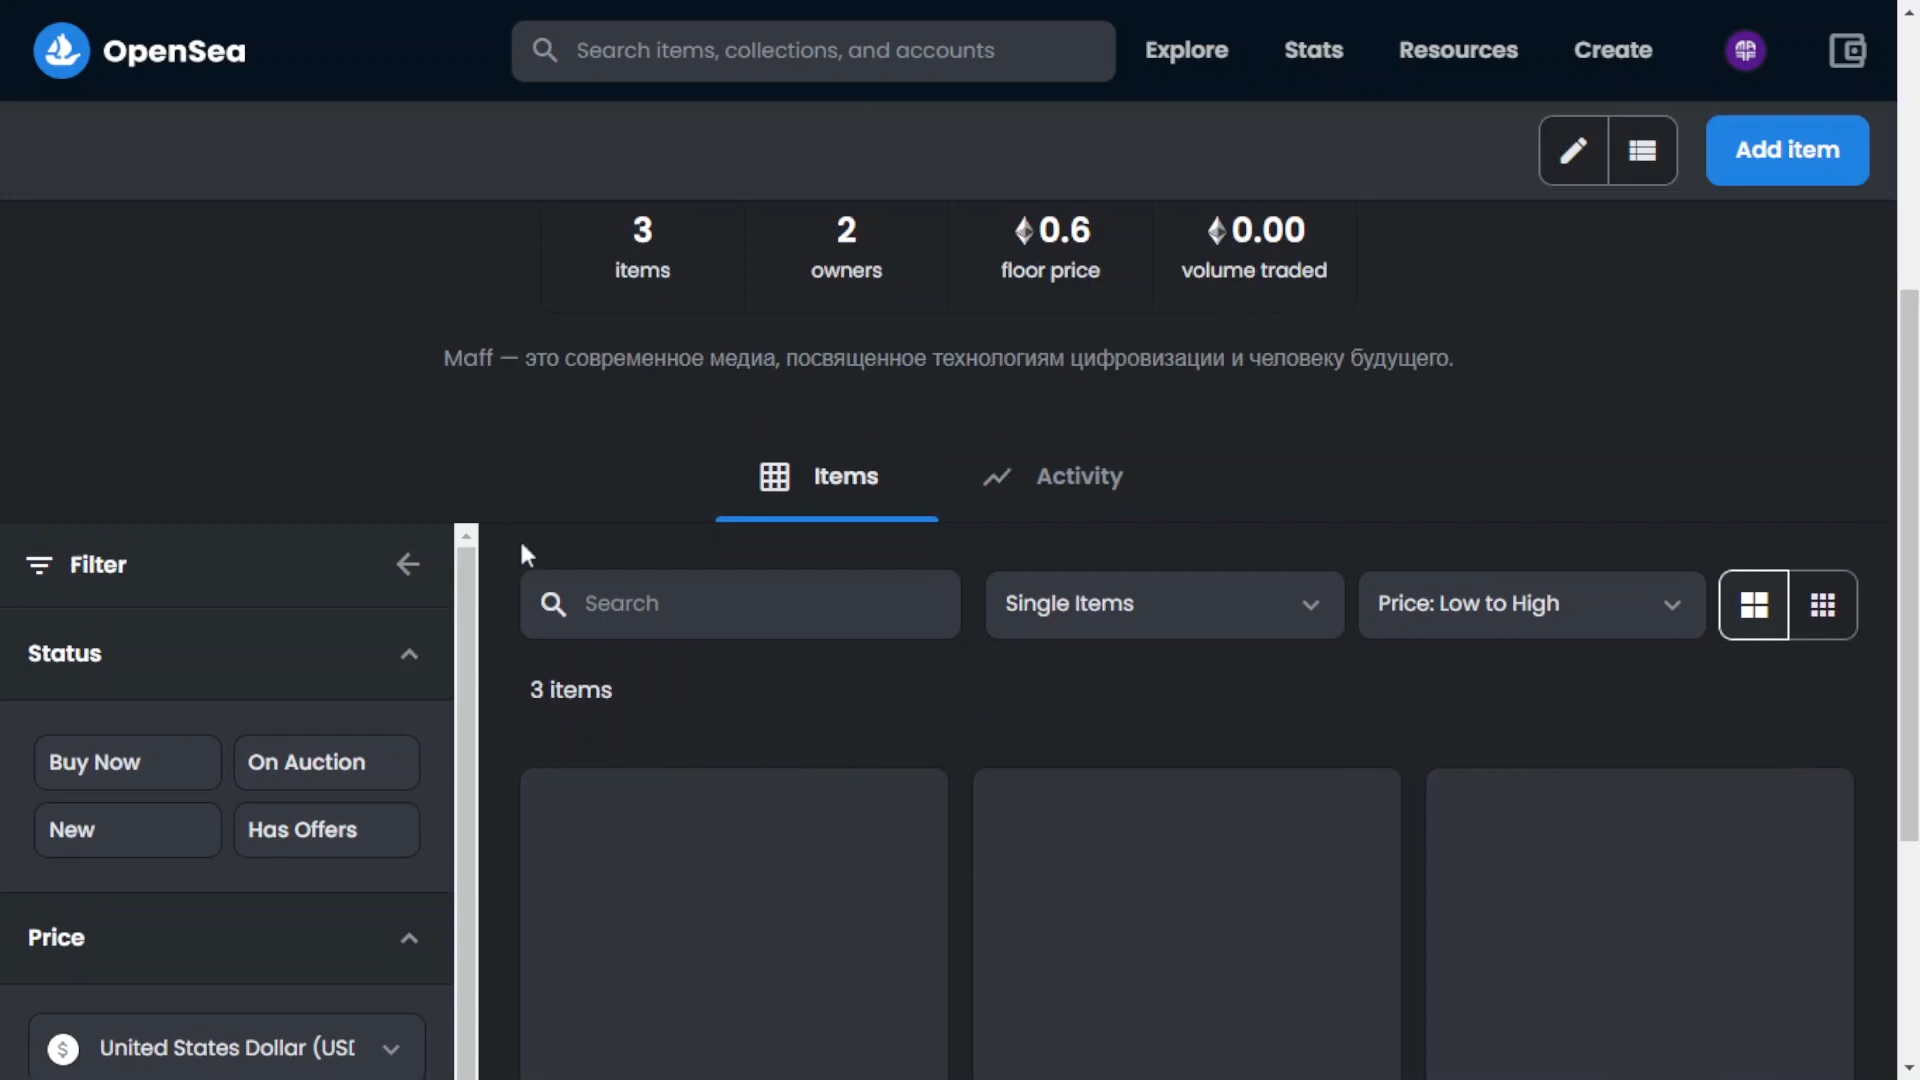 OpenSea
Search items, collections, and accounts
Explore
Stats
Resources
Create
Add item
3
items
2
owners
0.6
floor price
0.00
volume traded
Maff — это современное медиа, посвященное технологиям цифровизации и человеку будущего.
Items
Activity
Filter
Search
Single Items
Price: Low to High
Status
3 items
Buy Now
On Auction
New
Has Offers
Price
$ United States Dollar (USD